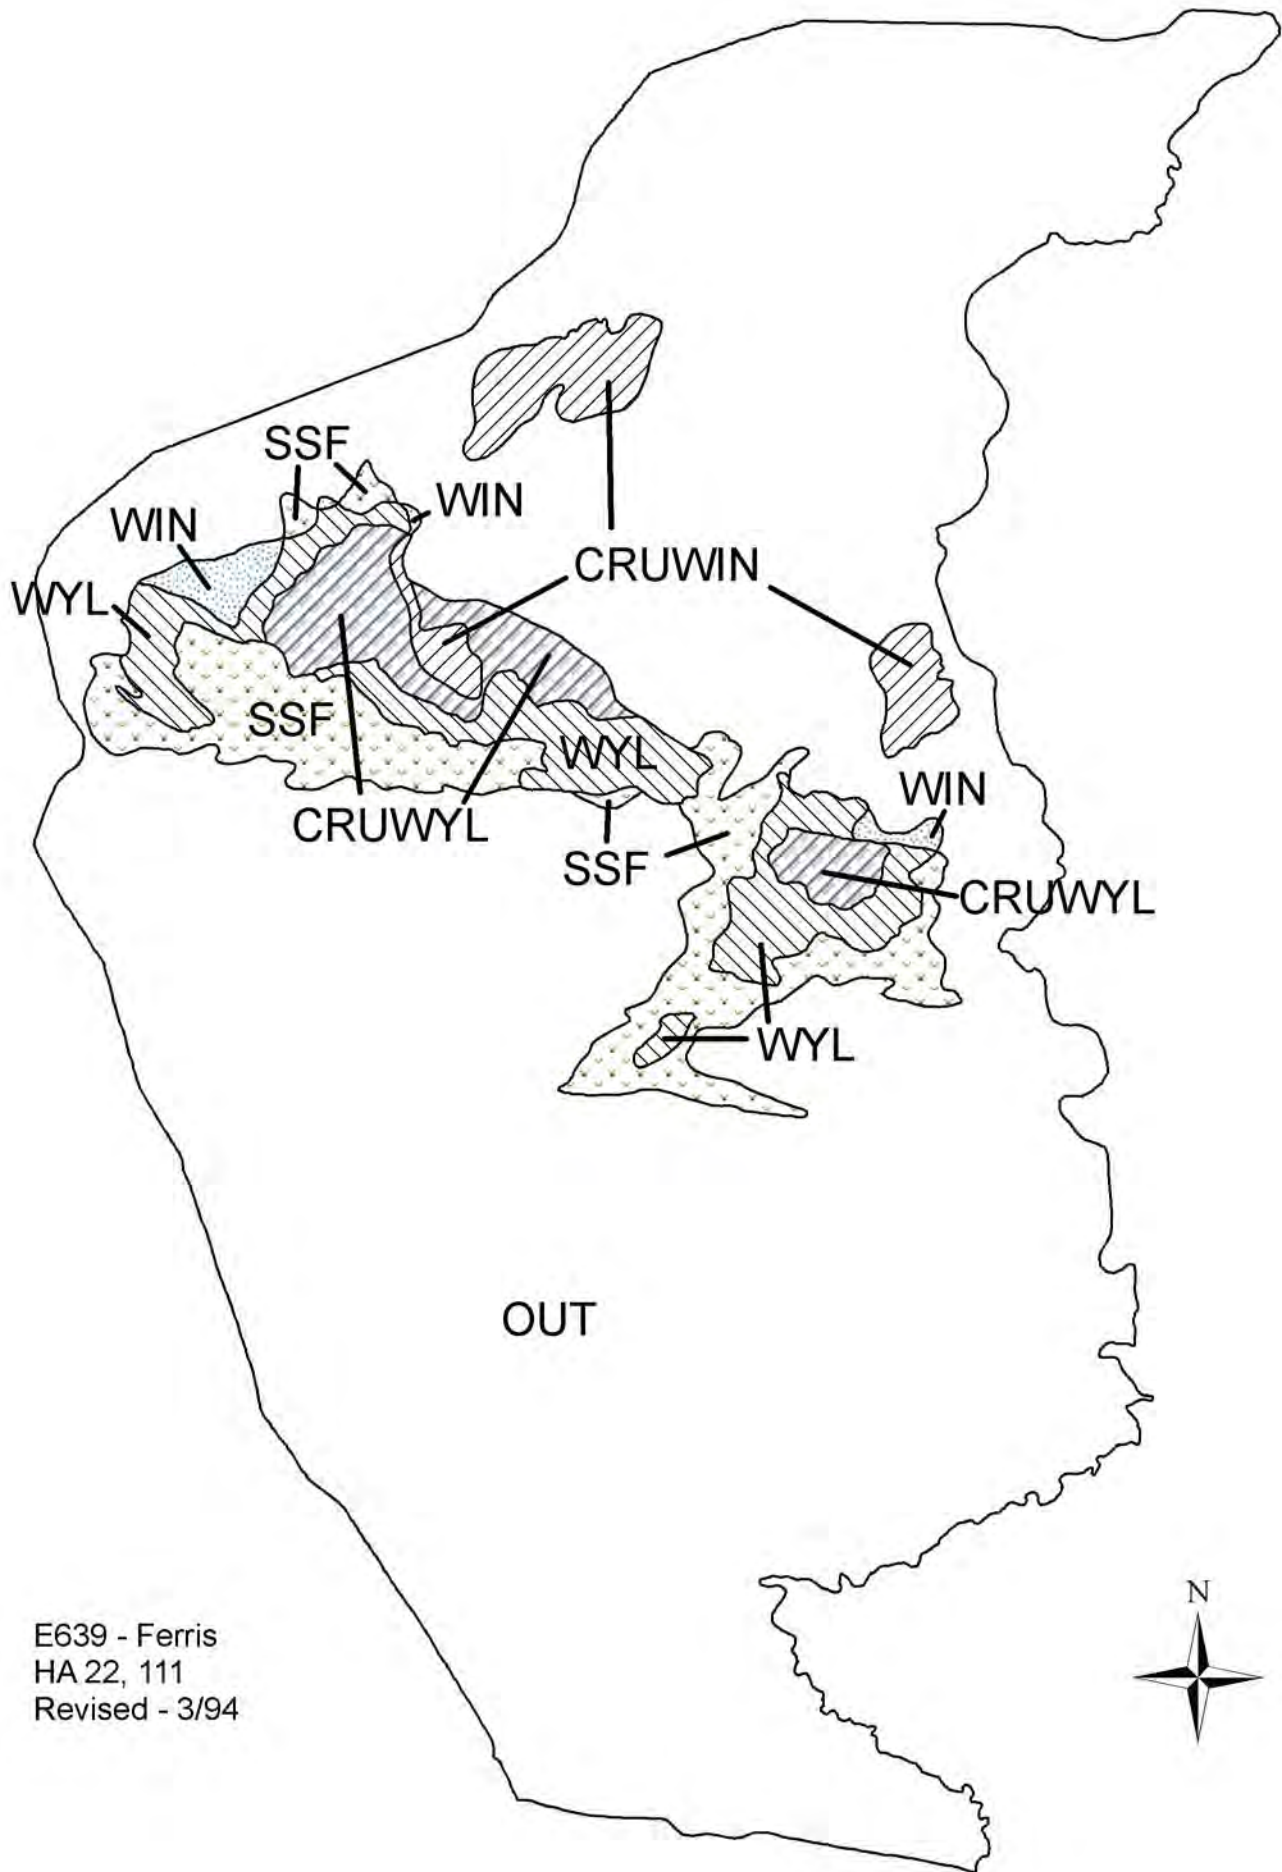 SSF
WIN
WIN
CRUWIN
WYL
SSF
WYL
WIN
CRUWYL
SSF
CRUWYL
WYL
OUT
N
E639 - Ferris
HA 22, 111
Revised - 3/94